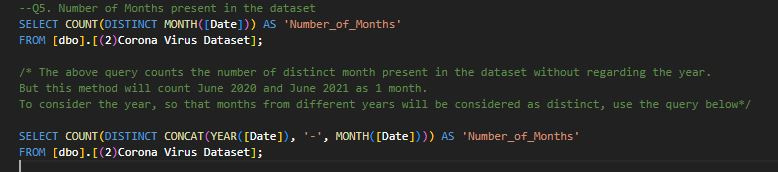 --Q5. Number of Months present in the dataset
SELECT COUNT(DISTINCT MONTH([Date])) AS 'Number_of_Months'
FROM [dbo].[(2)Corona Virus Dataset];
/* The above query counts the number of distinct month present in the dataset without regarding the year.
But this method will count June 2020 and June 2021 as 1 month.
To consider the year, so that months from different years will be considered as distinct, use the query below*/
SELECT COUNT(DISTINCT CONCAT(YEAR([Date]), '-', MONTH([Date]))) AS 'Number_of_Months'
FROM [dbo].[(2)Corona Virus Dataset];